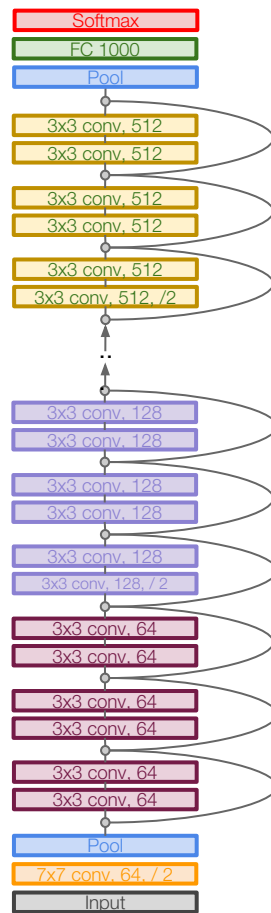 Softmax
FC 1000
Pool
3x3 conv, 512
3x3 conv, 512
3x3 conv, 512
3x3 conv, 512
3x3 conv, 512
3x3 conv, 512, /2
..
.
3x3 conv, 128
3x3 conv, 128
3x3 conv, 128
3x3 conv, 128
3x3 conv, 128
3x3 conv, 128, / 2
3x3 conv, 64
3x3 conv, 64
3x3 conv, 64
3x3 conv, 64
3x3 conv, 64
3x3 conv, 64
Pool
7x7 conv, 64, / 2
Input